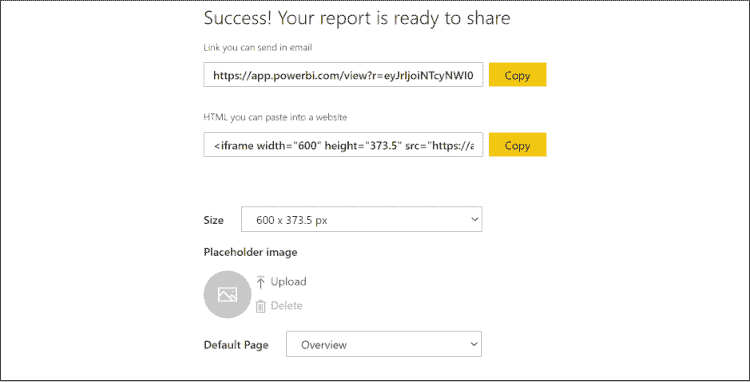 Success! Your report is ready to share
Link you can send in email
https://app.powerbi.com/view?r=eyJrIjoiNTcyNWI0
Copy
HTML you can paste into a website
<iframe width="600" height="373.5" src="https://a
Copy
Size
600 x 373.5 px
Placeholder image
Upload
Delete
Default Page
Overview